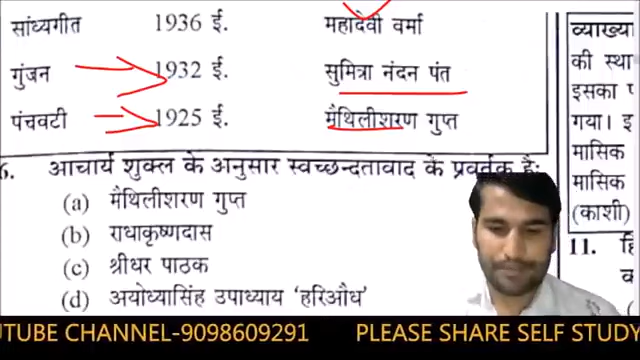 सांध्यगीत 1936 ई. महादेवी वर्मा
गुंजन 1932 ई. सुमित्रा नंदन पंत
पंचवटी 1925 ई. मैथिलीशरण गुप्त
6. आचार्य शुक्ल के अनुसार स्वच्छन्दतावाद के प्रवर्तक हैः
(a) मैथिलीशरण गुप्त
(b) राधाकृष्णदास
(c) श्रीधर पाठक
(d) अयोध्यासिंह उपाध्याय 'हरिऔध'
व्याख्या
की स्था
इसका प
गया। इ
मासिक
मासिक
(काशी)
11. हि
UTUBE CHANNEL-9098609291 PLEASE SHARE SELF STUDY